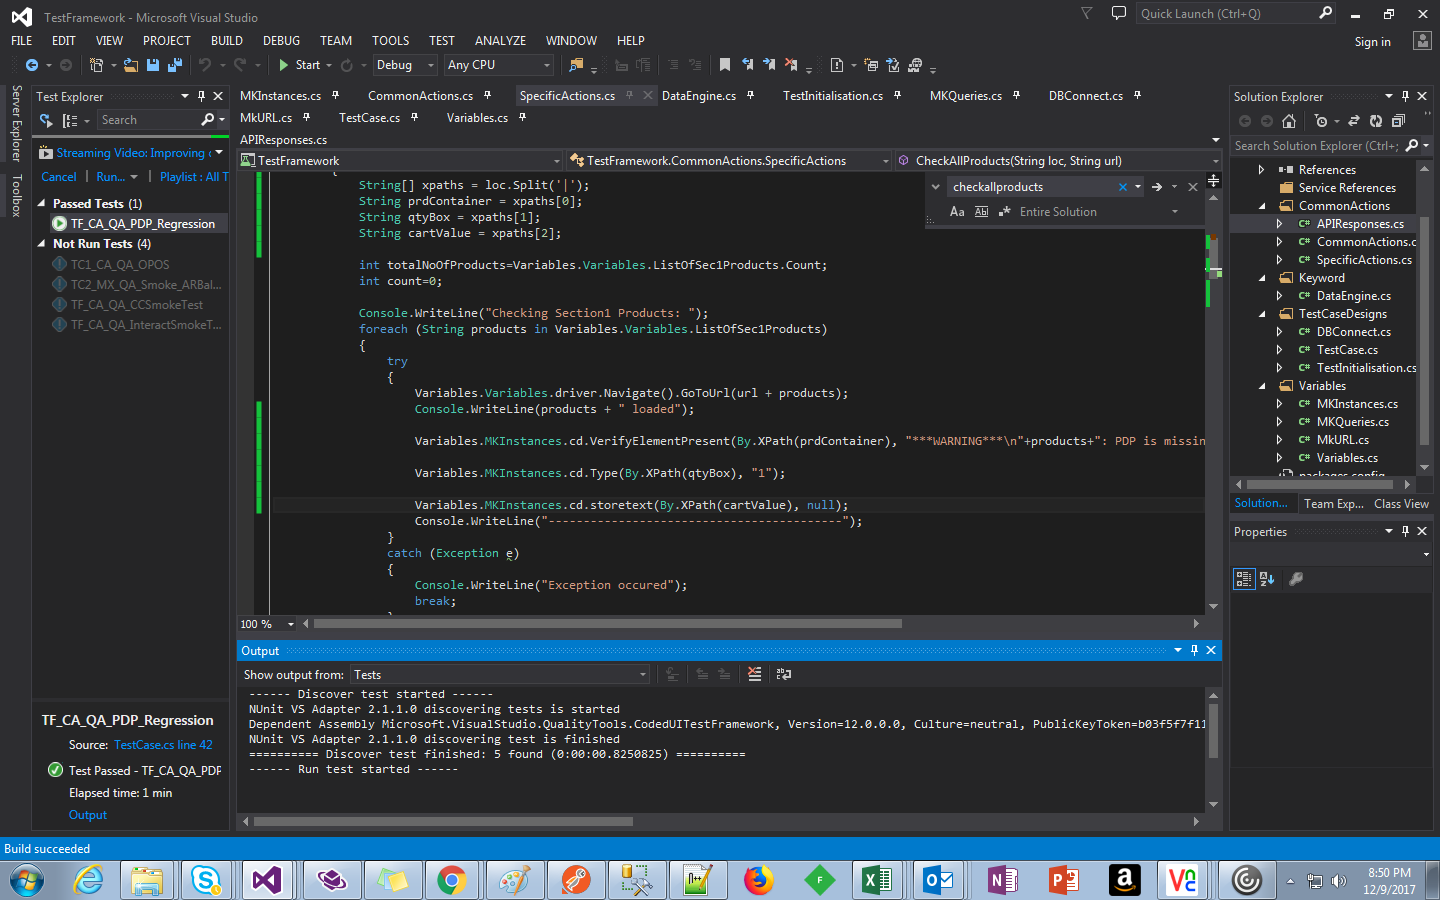 TestFramework - Microsoft Visual Studio
Quick Launch (Ctrl+Q)
FILE EDIT VIEW PROJECT BUILD DEBUG TEAM TOOLS TEST ANALYZE WINDOW HELP
Sign in
Start Debug Any CPU
Server Explorer
Toolbox
Test Explorer
Search
Streaming Video: Improving
Cancel | Run... | Playlist : All T
Passed Tests (1)
TF_CA_QA_PDP_Regression
Not Run Tests (4)
TC1_CA_QA_OPOS
TC2_MX_QA_Smoke_ARBal...
TF_CA_QA_CCSmokeTest
TF_CA_QA_InteractSmokeT...
TF_CA_QA_PDP_Regression
Source: TestCase.cs line 42
Test Passed - TF_CA_QA_PDP
Elapsed time: 1 min
Output
MKInstances.cs CommonActions.cs SpecificActions.cs DataEngine.cs TestInitialisation.cs MKQueries.cs DBConnect.cs
MkURL.cs TestCase.cs Variables.cs
APIResponses.cs
TestFramework TestFramework.CommonActions.SpecificActions CheckAllProducts(String loc, String url)
checkallproducts
Aa Ab Entire Solution
{
String[] xpaths = loc.Split('|');
String prdContainer = xpaths[0];
String qtyBox = xpaths[1];
String cartValue = xpaths[2];
int totalNoOfProducts=Variables.Variables.ListOfSec1Products.Count;
int count=0;
Console.WriteLine("Checking Section1 Products: ");
foreach (String products in Variables.Variables.ListOfSec1Products)
{
try
{
Variables.Variables.driver.Navigate().GoToUrl(url + products);
Console.WriteLine(products + " loaded");
Variables.MKInstances.cd.VerifyElementPresent(By.XPath(prdContainer), "***WARNING***\n"+products+": PDP is missin
Variables.MKInstances.cd.Type(By.XPath(qtyBox), "1");
Variables.MKInstances.cd.storetext(By.XPath(cartValue), null);
Console.WriteLine("------------------------------------------");
}
catch (Exception e)
{
Console.WriteLine("Exception occured");
break;
100 %
Output
Show output from: Tests
------ Discover test started ------
NUnit VS Adapter 2.1.1.0 discovering tests is started
Dependent Assembly Microsoft.VisualStudio.QualityTools.CodedUITestFramework, Version=12.0.0.0, Culture=neutral, PublicKeyToken=b03f5f7f11
NUnit VS Adapter 2.1.1.0 discovering test is finished
========== Discover test finished: 5 found (0:00:00.8250825) ==========
------ Run test started ------
Solution Explorer
Search Solution Explorer (Ctrl+;
References
Service References
CommonActions
C# APIResponses.cs
C# CommonActions.c
C# SpecificActions.cs
Keyword
C# DataEngine.cs
TestCaseDesigns
C# DBConnect.cs
C# TestCase.cs
C# TestInitialisation.cs
Variables
C# MKInstances.cs
C# MKQueries.cs
C# MkURL.cs
C# Variables.cs
packages.config
Solution... Team Exp... Class View
Properties
Build succeeded
8:50 PM
12/9/2017